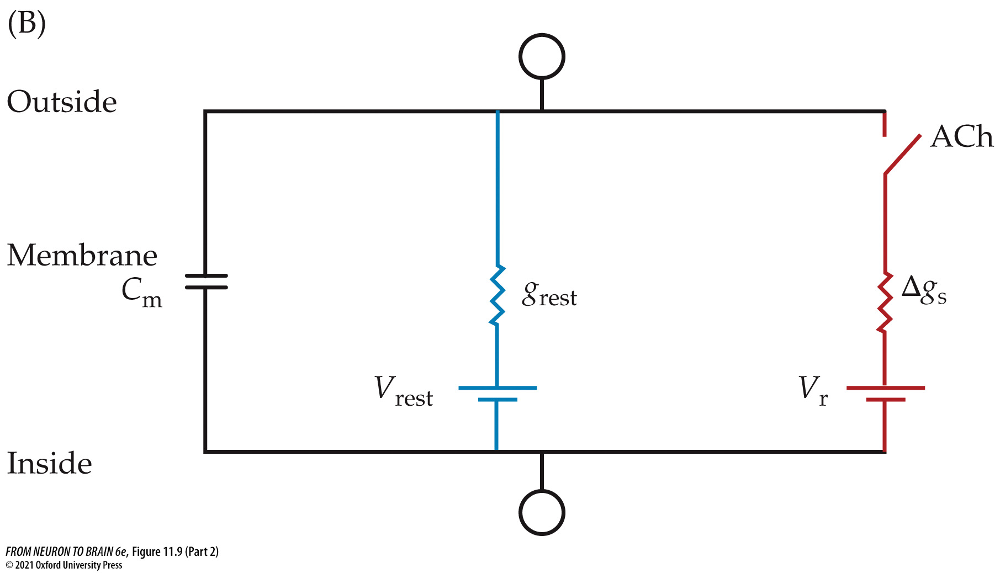 (B)
Outside
ACh
Membrane
Cm
grest
Δgs
Vrest
Vr
Inside
FROM NEURON TO BRAIN 6e, Figure 11.9 (Part 2)
© 2021 Oxford University Press